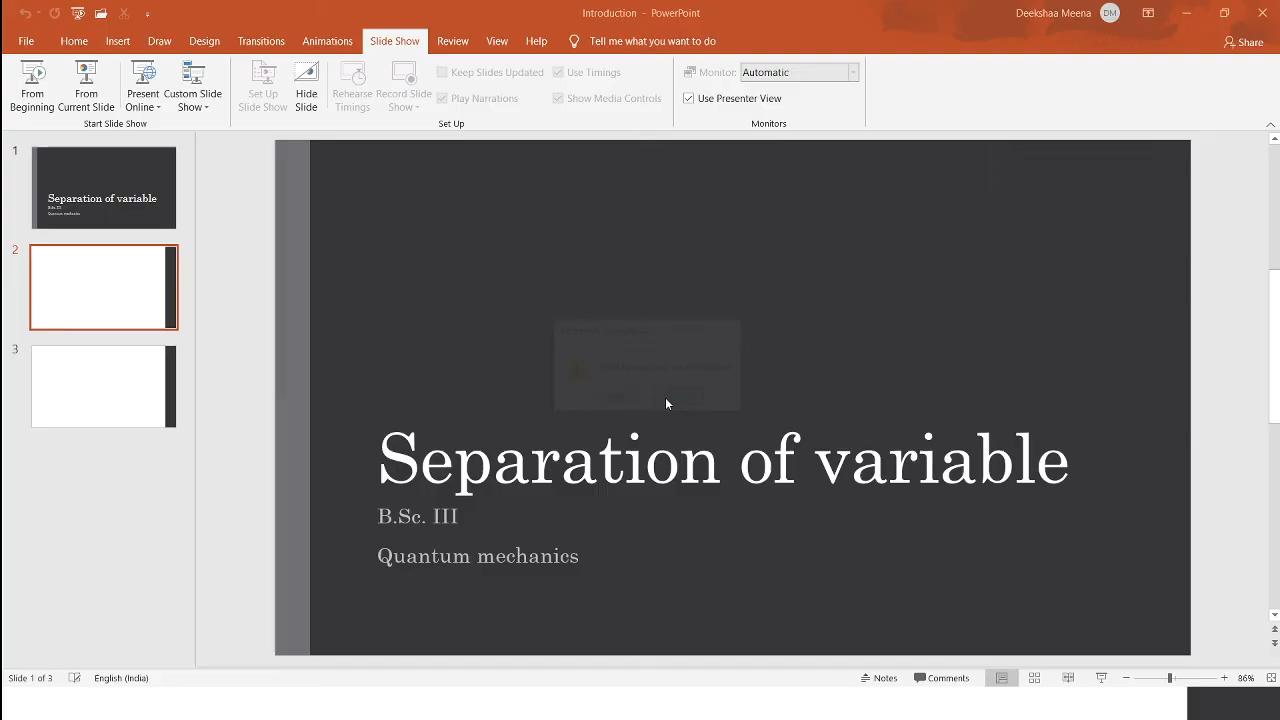 Introduction - PowerPoint
Deekshaa Meena DM
File Home Insert Draw Design Transitions Animations Slide Show Review View Help Tell me what you want to do Share
From Beginning
From Current Slide
Present Online
Custom Slide Show
Start Slide Show
Set Up Slide Show
Hide Slide
Rehearse Timings
Record Slide Show
Keep Slides Updated
Play Narrations
Use Timings
Show Media Controls
Set Up
Monitor: Automatic
Use Presenter View
Monitors
1
Separation of variable
B.Sc. III
Quantum mechanics
2
3
Separation of variable
B.Sc. III
Quantum mechanics
Slide 1 of 3 English (India) Notes Comments 86%